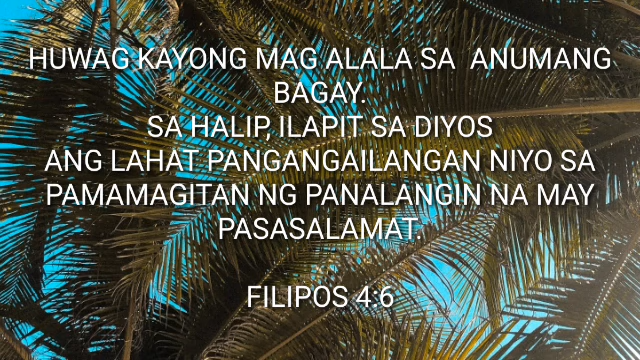 HUWAG KAYONG MAG ALALA SA  ANUMANG
BAGAY.
SA HALIP, ILAPIT SA DIYOS
ANG LAHAT PANGANGAILANGAN NIYO SA
PAMAMAGITAN NG PANALANGIN NA MAY
PASASALAMAT.
FILIPOS 4:6